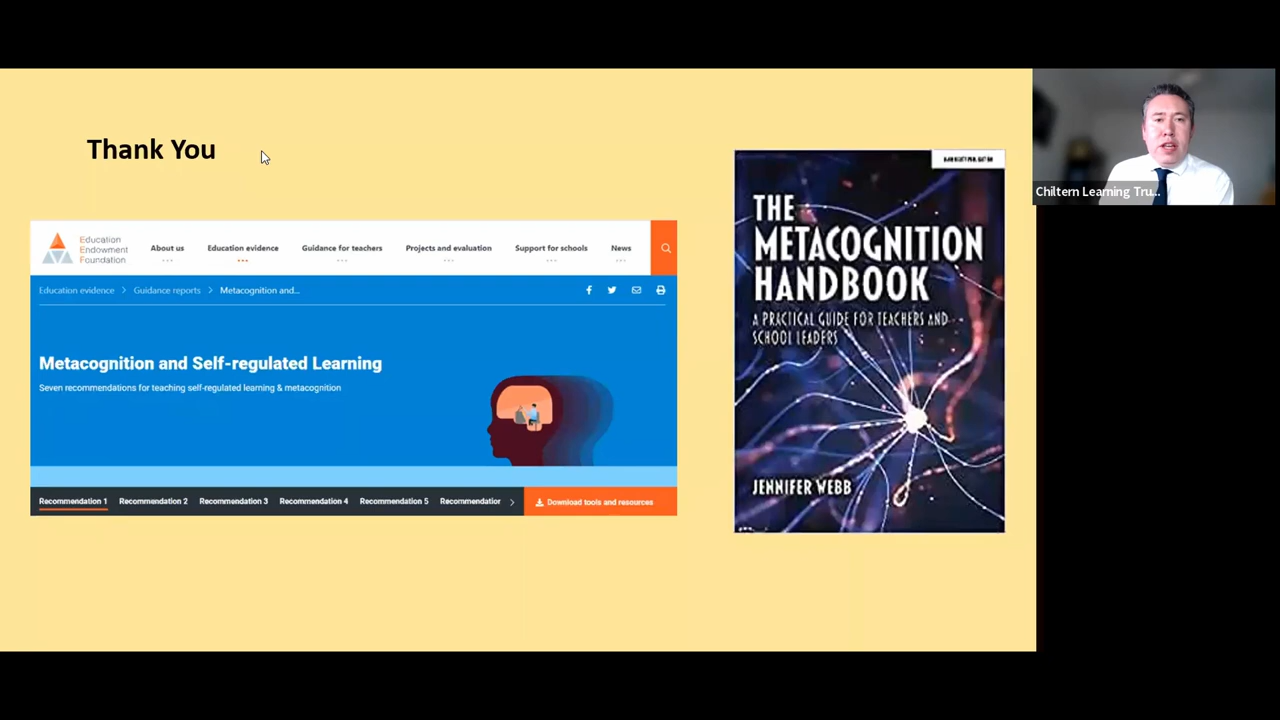 Thank You
Education
Endowment
Foundation
About us
Education evidence
Guidance for teachers
Projects and evaluation
Support for schools
News
Education evidence > Guidance reports > Metacognition and...
Metacognition and Self-regulated Learning
Seven recommendations for teaching self-regulated learning & metacognition
Recommendation 1
Recommendation 2
Recommendation 3
Recommendation 4
Recommendation 5
Recommendation
Download tools and resources
THE
METACOGNITION
HANDBOOK
A PRACTICAL GUIDE FOR TEACHERS AND
SCHOOL LEADERS
JENNIFER WEBB
Chiltern Learning Tru...